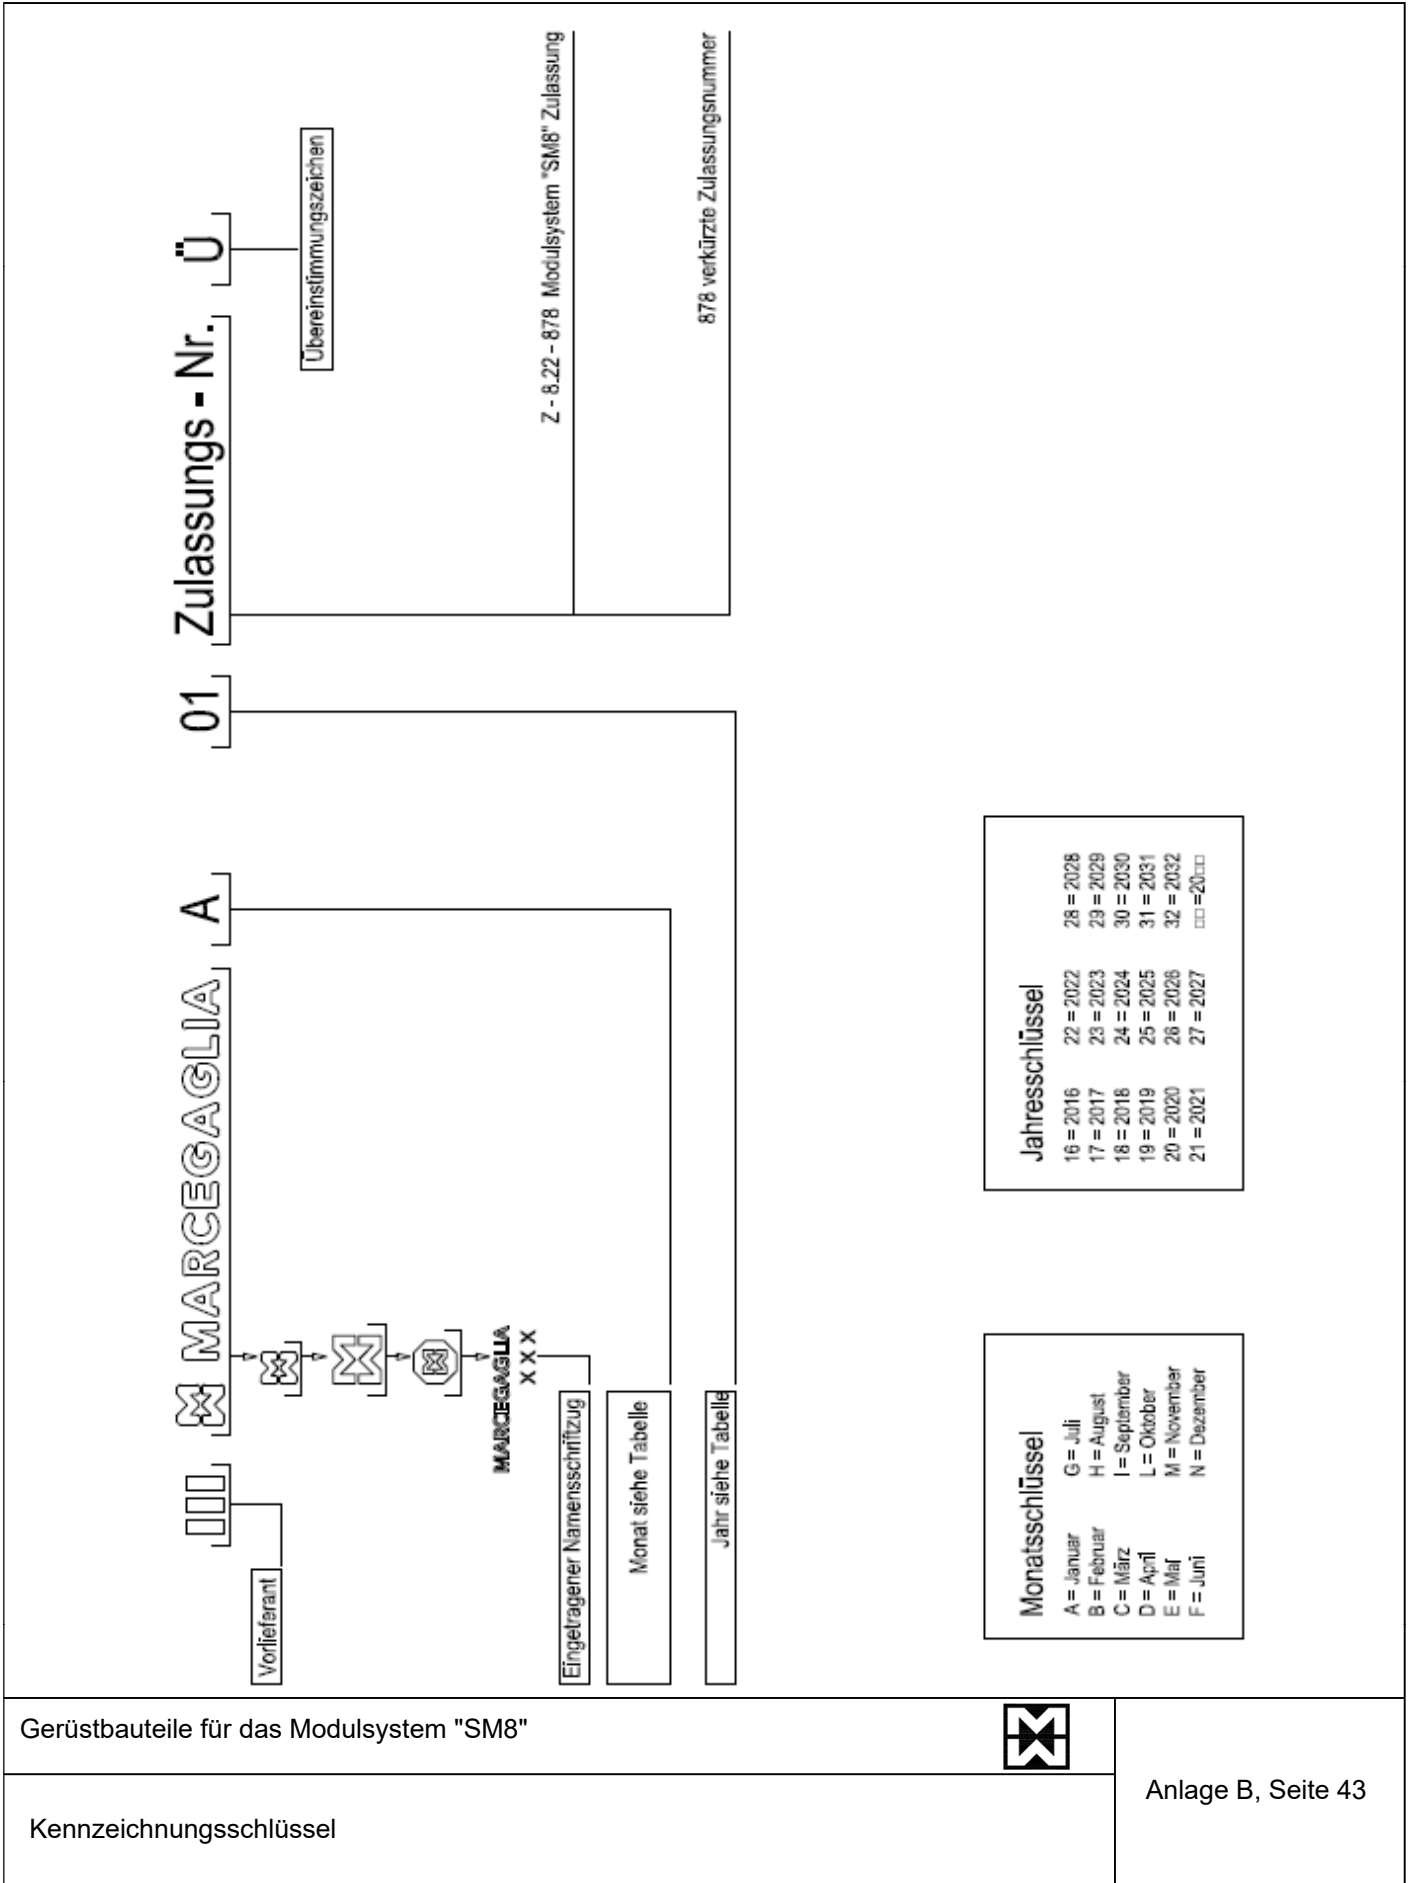 MARCEGAGLIA A 01 Zulassungs - Nr. Ü
Vorlieferant
MARCEGAGLIA
X X X
Eingetragener Namensschriftzug
Monat siehe Tabelle
Jahr siehe Tabelle
Übereinstimmungszeichen
Z - 8.22 - 878 Modulsystem "SM8" Zulassung
878 verkürzte Zulassungsnummer
Monatsschlüssel
A = Januar G = Juli
B = Februar H = August
C = März I = September
D = April L = Oktober
E = Mai M = November
F = Juni N = Dezember
Jahresschlüssel
16 = 2016 22 = 2022 28 = 2028
17 = 2017 23 = 2023 29 = 2029
18 = 2018 24 = 2024 30 = 2030
19 = 2019 25 = 2025 31 = 2031
20 = 2020 26 = 2026 32 = 2032
21 = 2021 27 = 2027 □□ =20□□
Gerüstbauteile für das Modulsystem "SM8"
Kennzeichnungsschlüssel
Anlage B, Seite 43